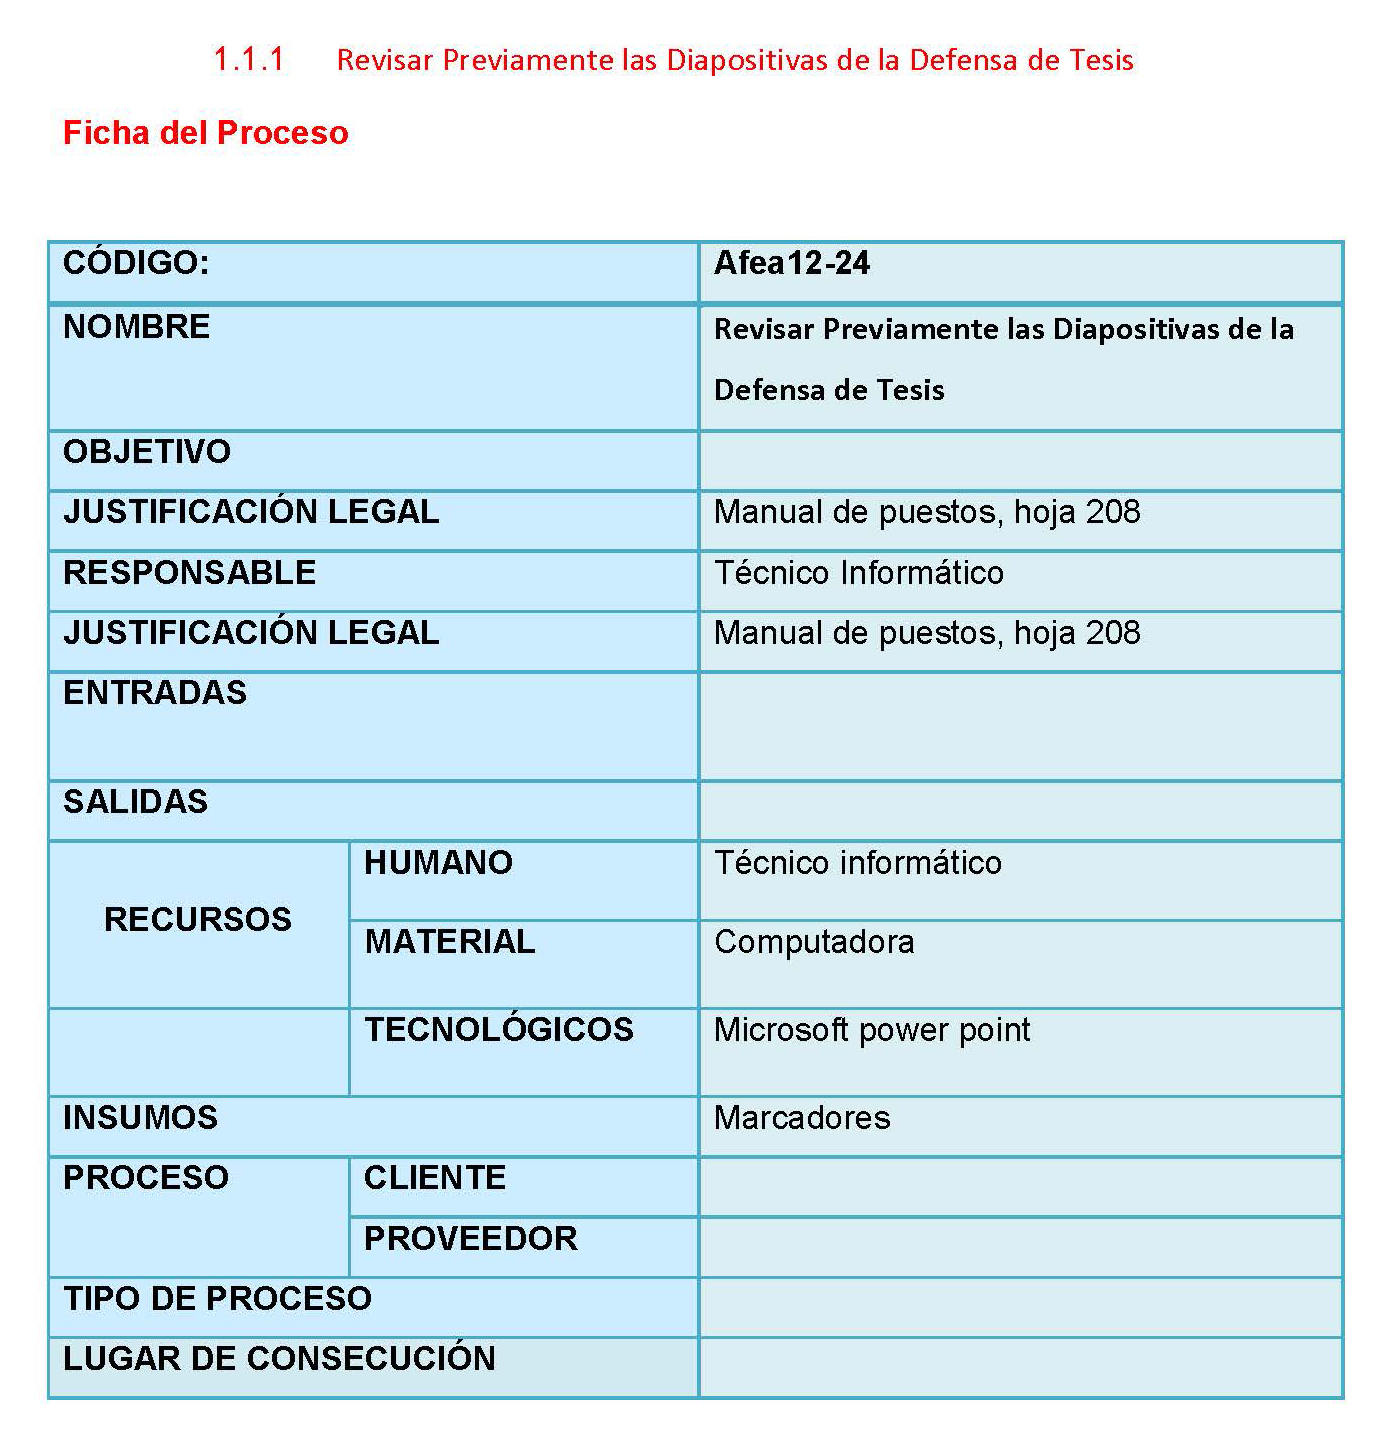 1.1.1 Revisar Previamente las Diapositivas de la Defensa de Tesis
Ficha del Proceso
CÓDIGO: Afea12-24
NOMBRE Revisar Previamente las Diapositivas de la
Defensa de Tesis
OBJETIVO
JUSTIFICACIÓN LEGAL Manual de puestos, hoja 208
RESPONSABLE Técnico Informático
JUSTIFICACIÓN LEGAL Manual de puestos, hoja 208
ENTRADAS
SALIDAS
RECURSOS
HUMANO Técnico informático
MATERIAL Computadora
TECNOLÓGICOS Microsoft power point
INSUMOS Marcadores
PROCESO CLIENTE
PROVEEDOR
TIPO DE PROCESO
LUGAR DE CONSECUCIÓN